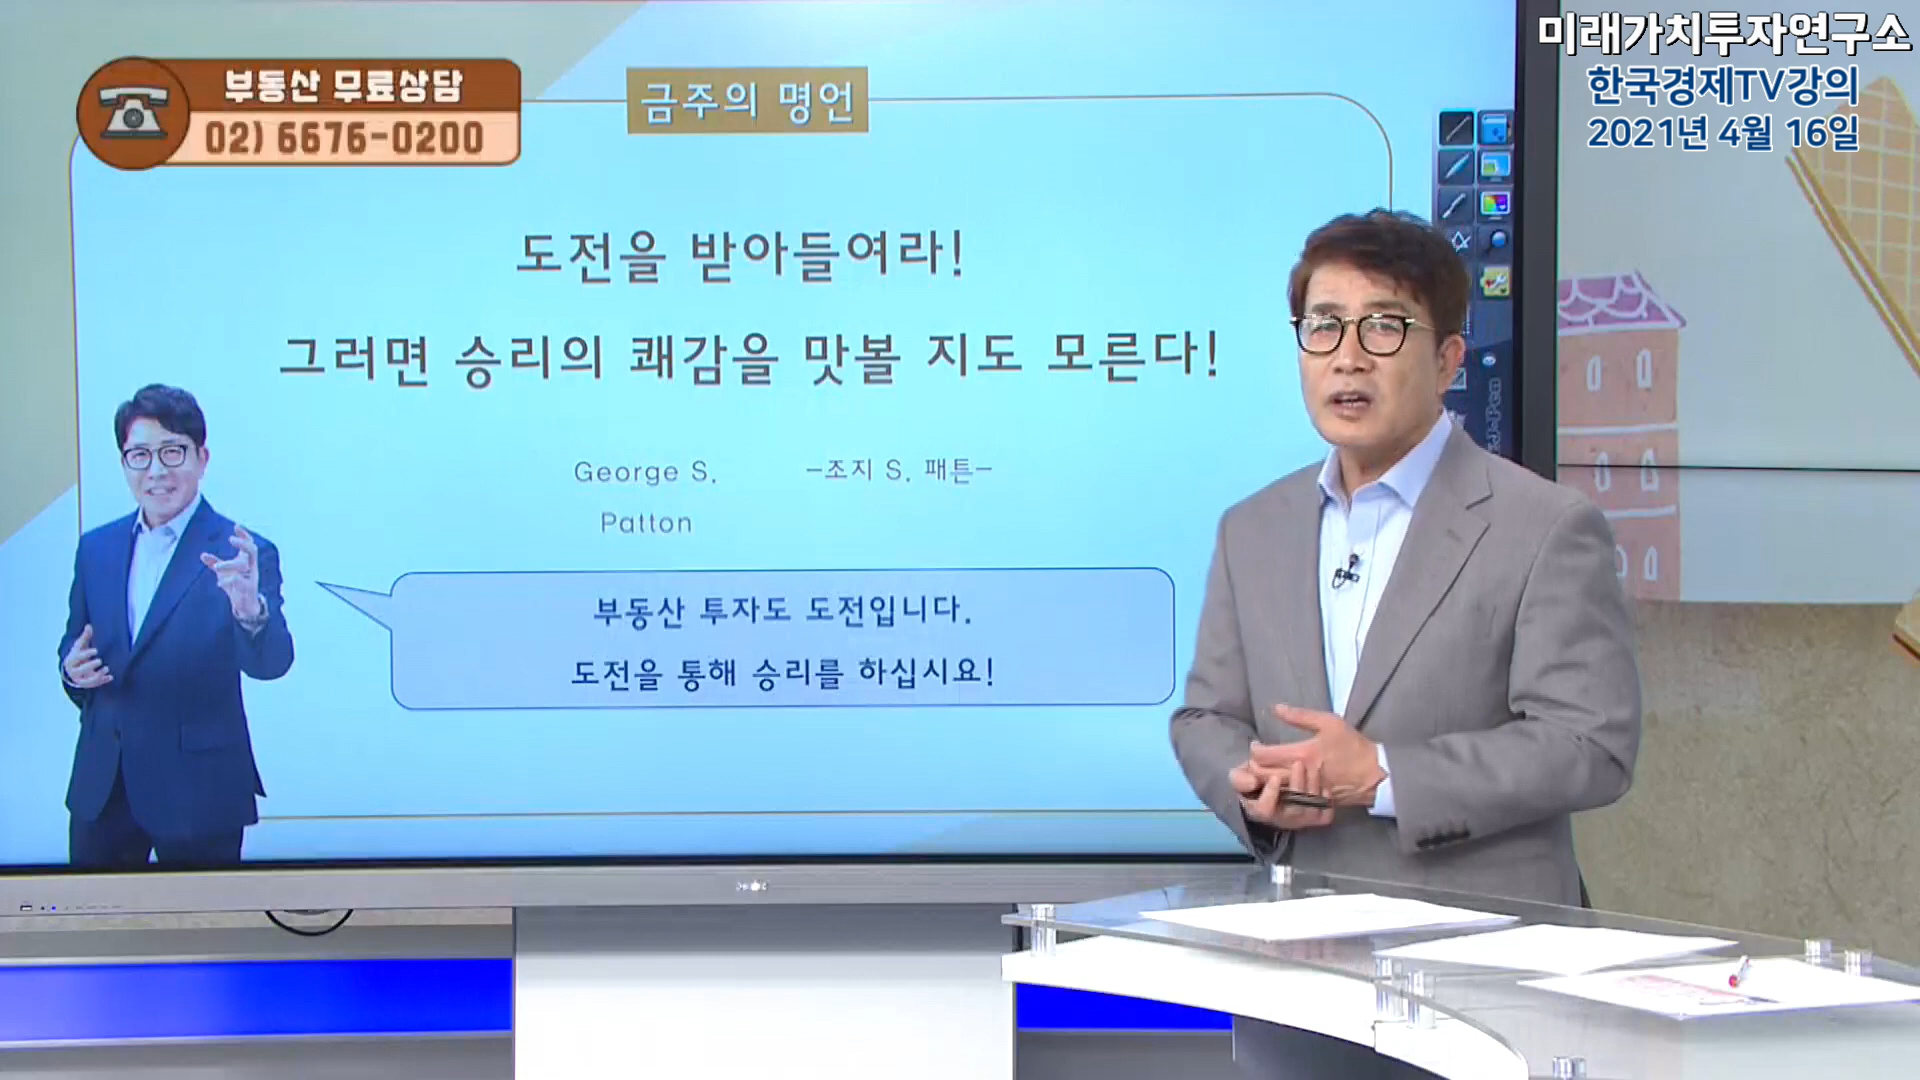 미래가치투자연구소
한국경제TV강의
2021년 4월 16일
부동산 무료상담
02) 6676-0200
금주의 명언
도전을 받아들여라!
그러면 승리의 쾌감을 맛볼 지도 모른다!
George S. Patton
-조지 S. 패튼-
부동산 투자도 도전입니다.
도전을 통해 승리를 하십시요!